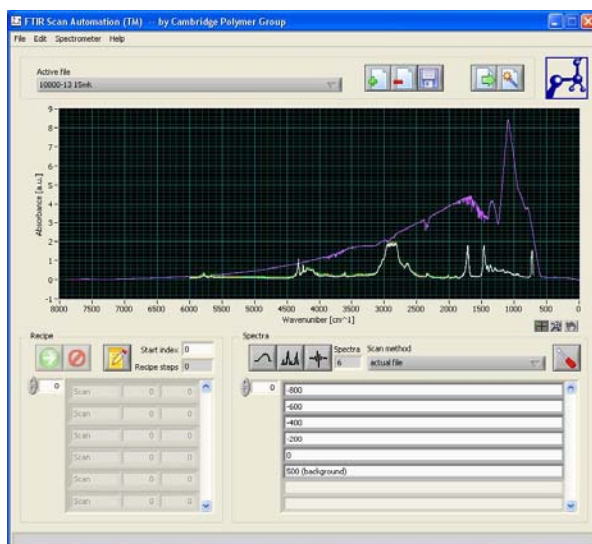 FTIR Scan Automation (TM) -- by Cambridge Polymer Group
File Edit Spectrometer Help
Active file
10000-13 15mk
9
8
7
6
5
4
3
2
1
0
-1
Absorbance [a.u.]
8000 7500 7000 6500 6000 5500 5000 4500 4000 3500 3000 2500 2000 1500 1000 500 0
Wavenumber [cm^1]
Recipe
Start index 0
Recipe steps 0
0
Scan 0 0
Scan 0 0
Scan 0 0
Scan 0 0
Scan 0 0
Scan 0 0
Spectra
Spectra
6
Scan method
actual file
0
-800
-600
-400
-200
0
500 (background)